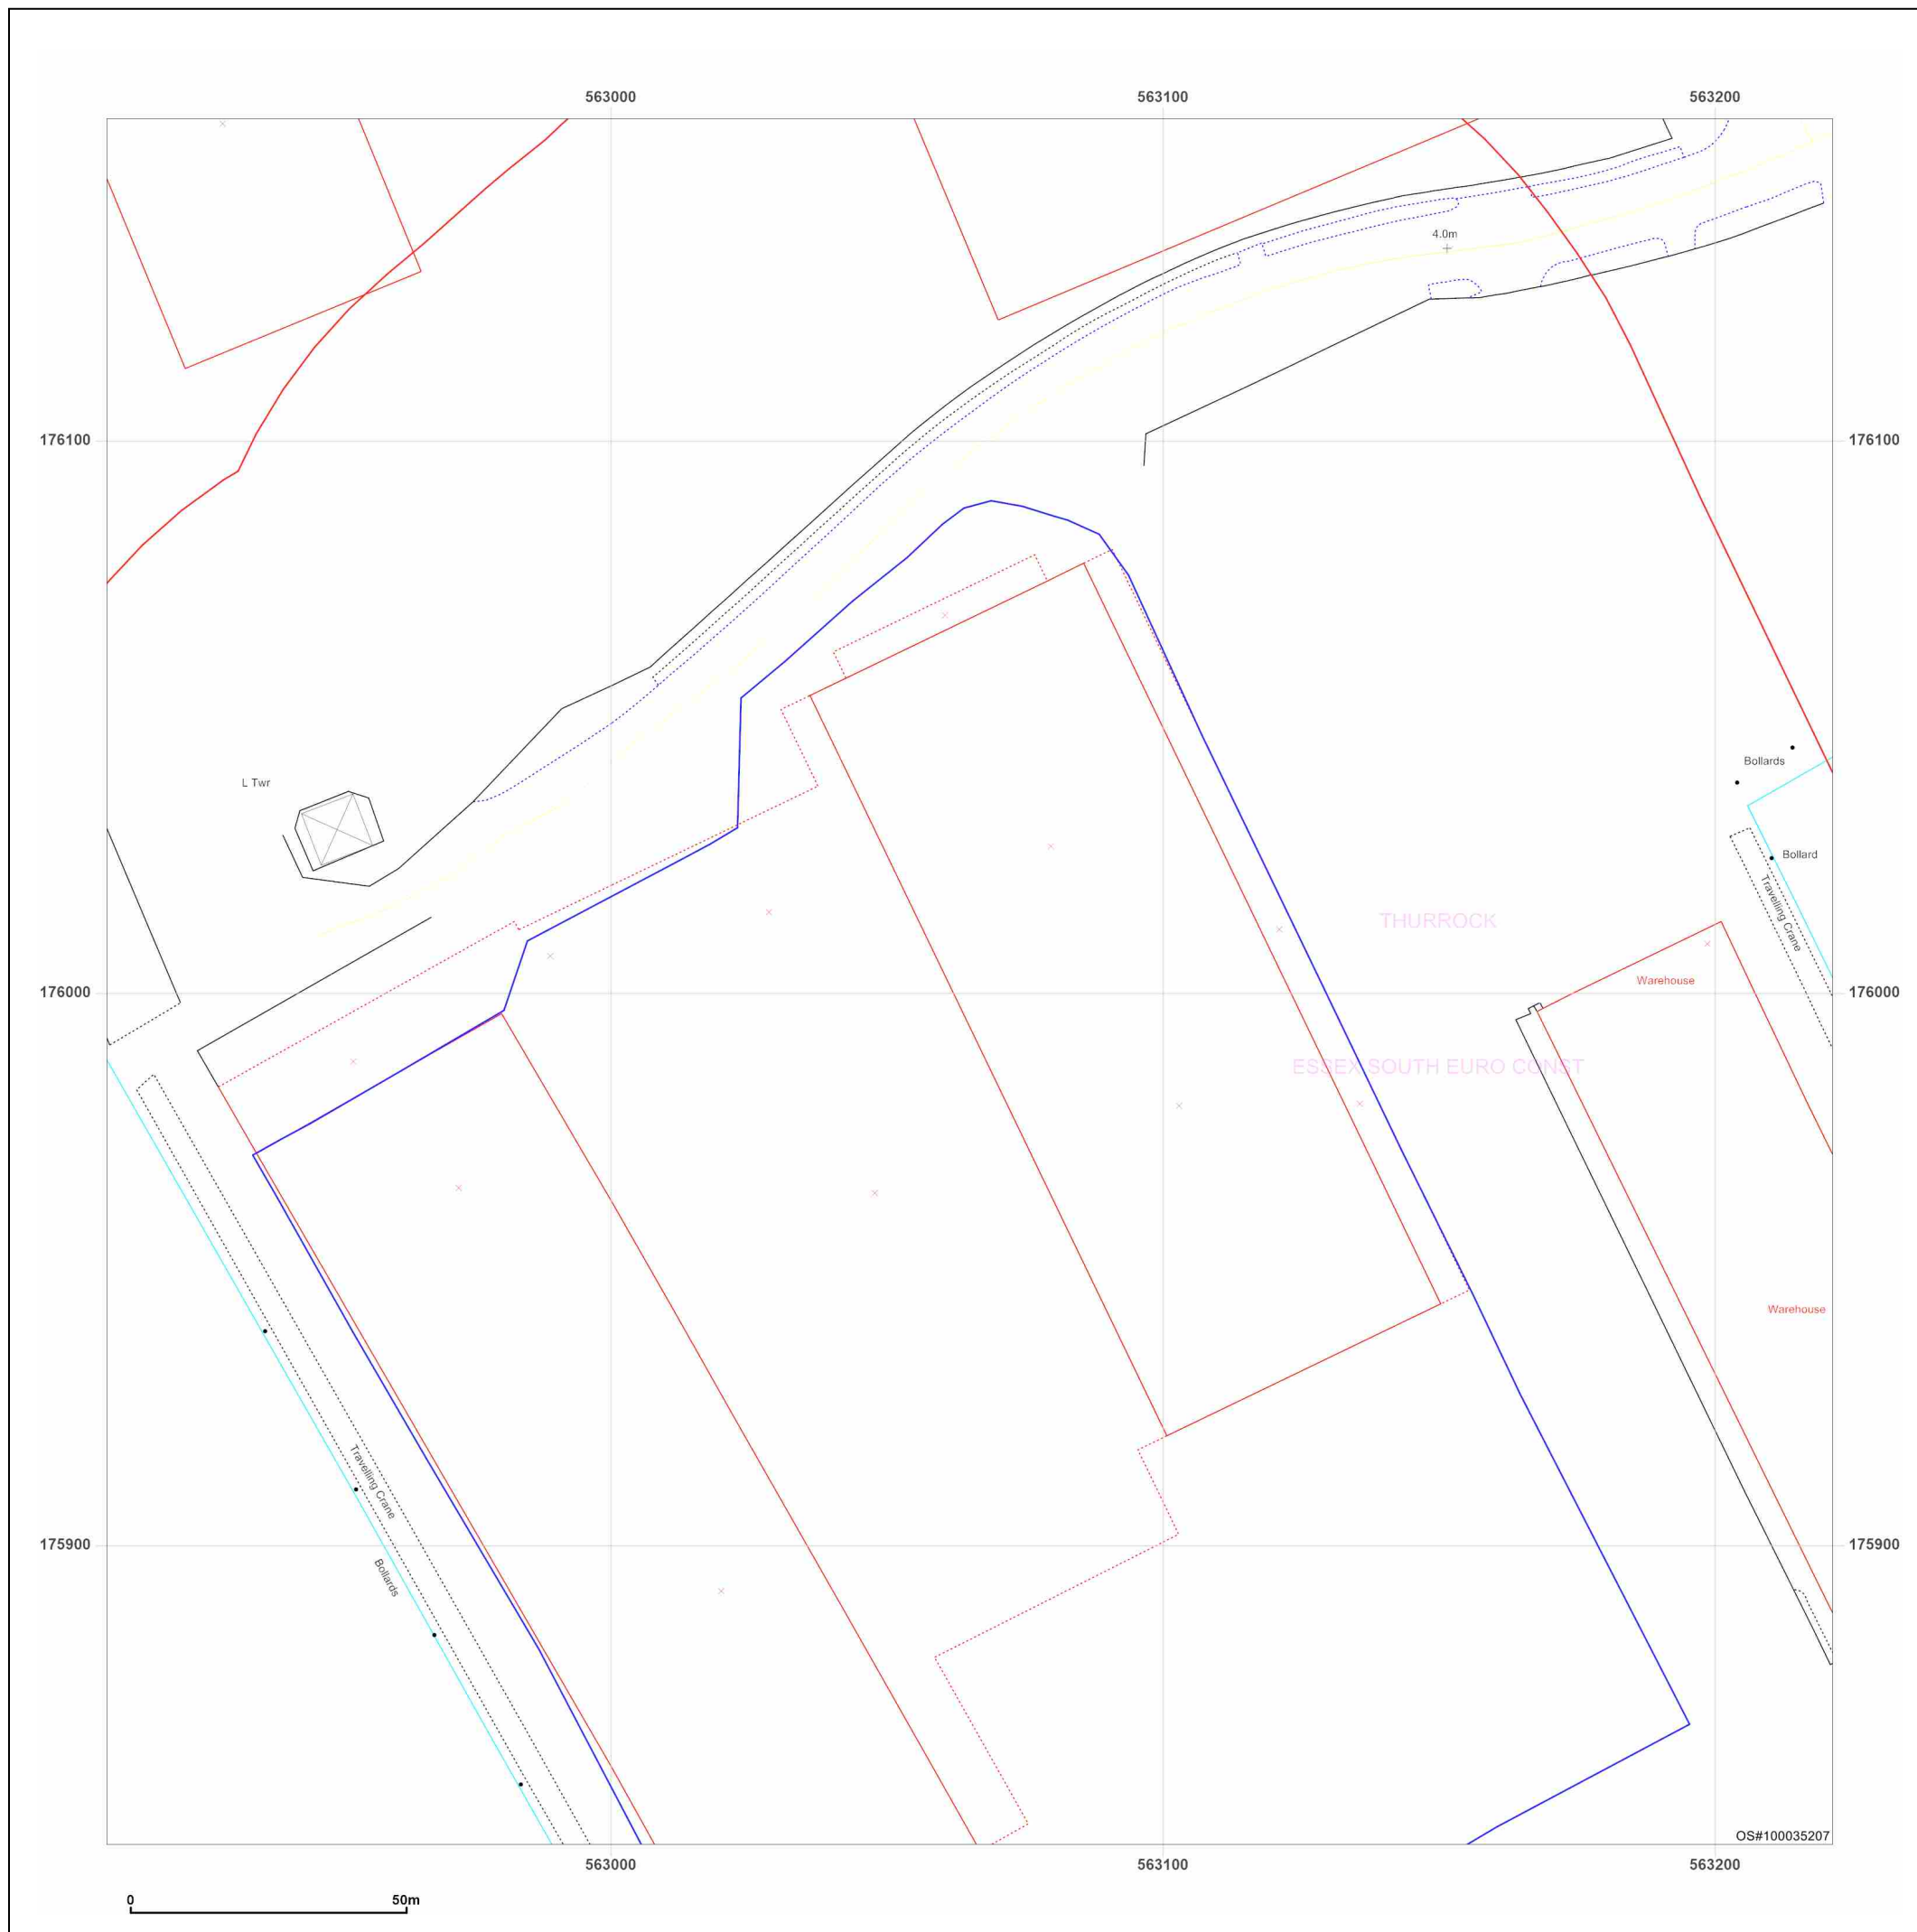 563000
563100
563200
4.0m
176100
176100
Bollards
L Twr
Bollard
Travelling Crane
THURROCK
Warehouse
176000
176000
ESSEX SOUTH EURO CONST
Warehouse
Travelling Crane
175900
175900
Bollards
OS#100035207
563000
563100
563200
0
50m